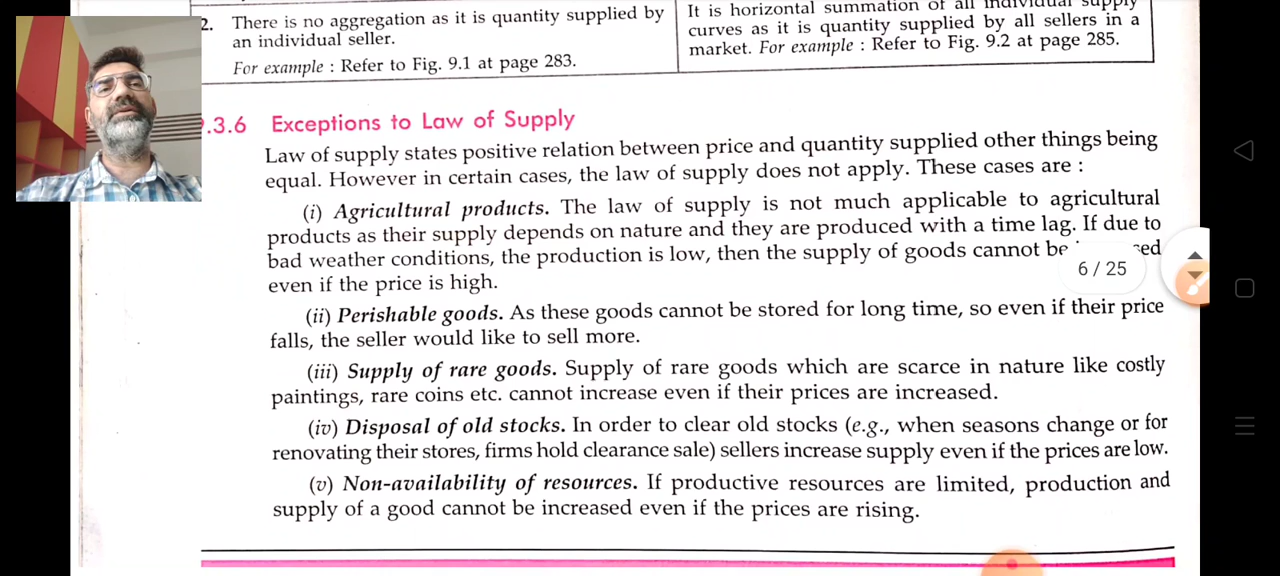 2. There is no aggregation as it is quantity supplied by
an individual seller.
For example : Refer to Fig. 9.1 at page 283.
It is horizontal summation of all individual supply
curves as it is quantity supplied by all sellers in a
market. For example : Refer to Fig. 9.2 at page 285.
.3.6 Exceptions to Law of Supply
Law of supply states positive relation between price and quantity supplied other things being
equal. However in certain cases, the law of supply does not apply. These cases are :
(i) Agricultural products. The law of supply is not much applicable to agricultural
products as their supply depends on nature and they are produced with a time lag. If due to
bad weather conditions, the production is low, then the supply of goods cannot be
even if the price is high.
6 / 25
(ii) Perishable goods. As these goods cannot be stored for long time, so even if their price
falls, the seller would like to sell more.
(iii) Supply of rare goods. Supply of rare goods which are scarce in nature like costly
paintings, rare coins etc. cannot increase even if their prices are increased.
(iv) Disposal of old stocks. In order to clear old stocks (e.g., when seasons change or for
renovating their stores, firms hold clearance sale) sellers increase supply even if the prices are low.
(v) Non-availability of resources. If productive resources are limited, production and
supply of a good cannot be increased even if the prices are rising.